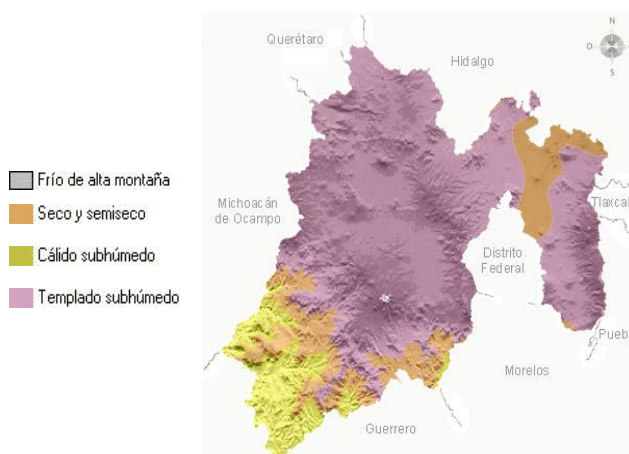 Querétaro
Hidalgo
N
O
E
S
Frío de alta montaña
Seco y semiseco
Michoacán
de Ocampo
Tlaxcal
Cálido subhúmedo
Distrito
Federal
Templado subhúmedo
Pueb
Morelos
Guerrero